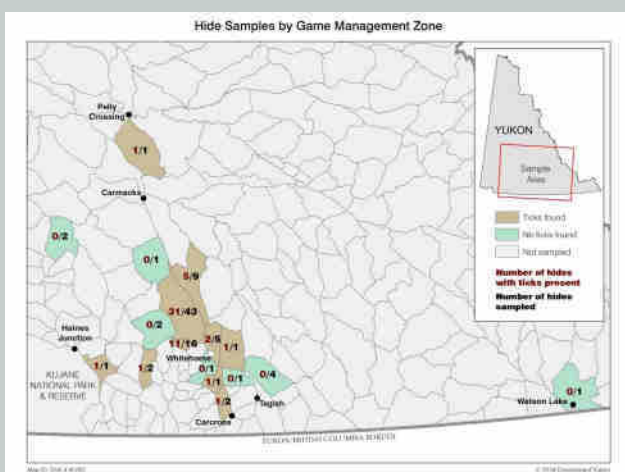 Hide Samples by Game Management Zone
Pelly
Crossing
1/1
Carmacks
0/2
0/1
5/9
31/43
0/2
11/16
2/5
1/1
Haines
Junction
Whitehorse
1/1
1/2
0/1
0/1
0/4
1/1
KLUANE
NATIONAL PARK
& RESERVE
1/2
Tagish
Carcross
0/1
Watson Lake
YUKON/BRITISH COLUMBIA BORDER
YUKON
Sample
Area
Ticks found
No ticks found
Not sampled
Number of hides
with ticks present
Number of hides
sampled